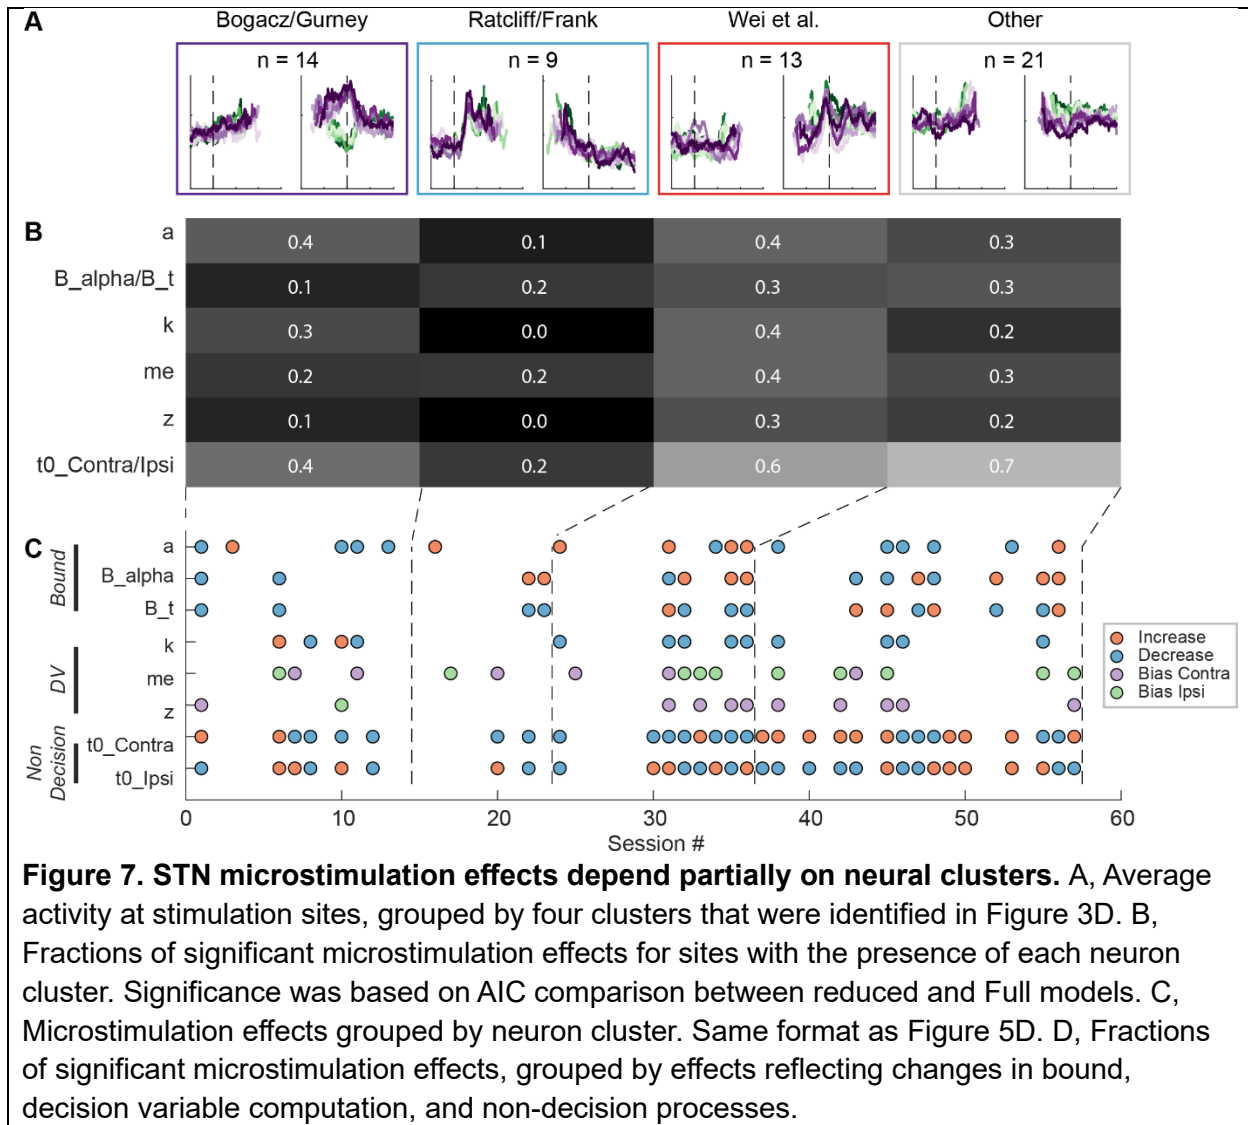 A
Bogacz/Gurney
Ratcliff/Frank
Wei et al.
Other
n = 14
n = 9
n = 13
n = 21
B
a 0.4 0.1 0.4 0.3
B_alpha/B_t 0.1 0.2 0.3 0.3
k 0.3 0.0 0.4 0.2
me 0.2 0.2 0.4 0.3
z 0.1 0.0 0.3 0.2
t0_Contra/Ipsi 0.4 0.2 0.6 0.7
C
Bound
a
B_alpha
B_t
DV
k
me
z
Non
Decision
t0_Contra
t0_Ipsi
Increase
Decrease
Bias Contra
Bias Ipsi
0 10 20 30 40 50 60
Session #
Figure 7. STN microstimulation effects depend partially on neural clusters. A, Average
activity at stimulation sites, grouped by four clusters that were identified in Figure 3D. B,
Fractions of significant microstimulation effects for sites with the presence of each neuron
cluster. Significance was based on AIC comparison between reduced and Full models. C,
Microstimulation effects grouped by neuron cluster. Same format as Figure 5D. D, Fractions
of significant microstimulation effects, grouped by effects reflecting changes in bound,
decision variable computation, and non-decision processes.